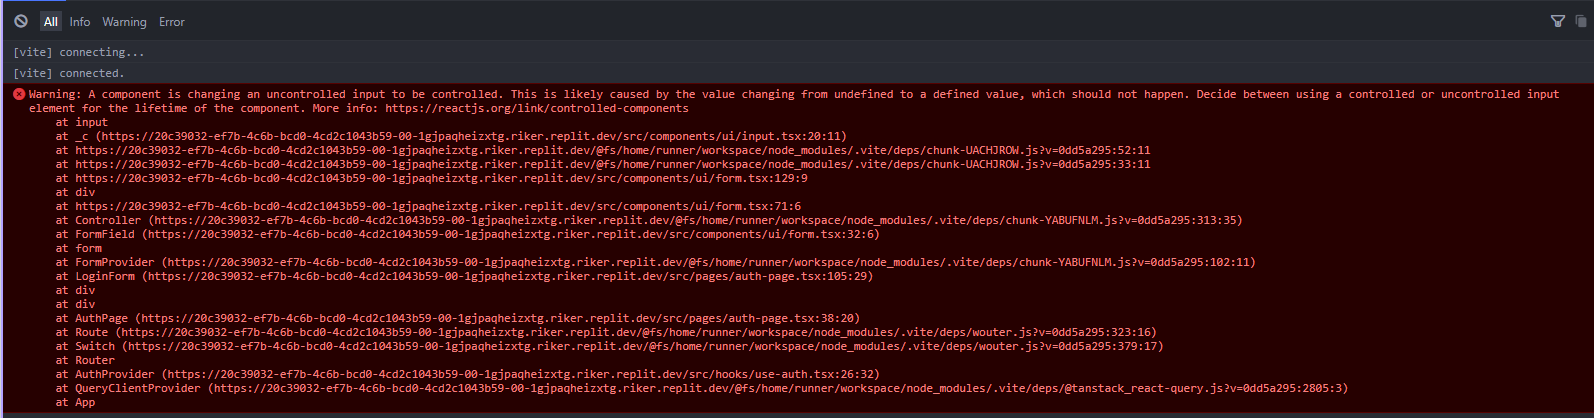 All Info Warning Error
[vite] connecting...
[vite] connected.
Warning: A component is changing an uncontrolled input to be controlled. This is likely caused by the value changing from undefined to a defined value, which should not happen. Decide between using a controlled or uncontrolled input
element for the lifetime of the component. More info: https://reactjs.org/link/controlled-components
at input
at _c (https://20c39032-ef7b-4c6b-bcd0-4cd2c1043b59-00-1gjpaqheizxtg.riker.replit.dev/src/components/ui/input.tsx:20:11)
at https://20c39032-ef7b-4c6b-bcd0-4cd2c1043b59-00-1gjpaqheizxtg.riker.replit.dev/@fs/home/runner/workspace/node_modules/.vite/deps/chunk-UACHJROW.js?v=0dd5a295:52:11
at https://20c39032-ef7b-4c6b-bcd0-4cd2c1043b59-00-1gjpaqheizxtg.riker.replit.dev/@fs/home/runner/workspace/node_modules/.vite/deps/chunk-UACHJROW.js?v=0dd5a295:33:11
at https://20c39032-ef7b-4c6b-bcd0-4cd2c1043b59-00-1gjpaqheizxtg.riker.replit.dev/src/components/ui/form.tsx:129:9
at div
at https://20c39032-ef7b-4c6b-bcd0-4cd2c1043b59-00-1gjpaqheizxtg.riker.replit.dev/src/components/ui/form.tsx:71:6
at Controller (https://20c39032-ef7b-4c6b-bcd0-4cd2c1043b59-00-1gjpaqheizxtg.riker.replit.dev/@fs/home/runner/workspace/node_modules/.vite/deps/chunk-YABUFNLM.js?v=0dd5a295:313:35)
at FormField (https://20c39032-ef7b-4c6b-bcd0-4cd2c1043b59-00-1gjpaqheizxtg.riker.replit.dev/src/components/ui/form.tsx:32:6)
at form
at FormProvider (https://20c39032-ef7b-4c6b-bcd0-4cd2c1043b59-00-1gjpaqheizxtg.riker.replit.dev/@fs/home/runner/workspace/node_modules/.vite/deps/chunk-YABUFNLM.js?v=0dd5a295:102:11)
at LoginForm (https://20c39032-ef7b-4c6b-bcd0-4cd2c1043b59-00-1gjpaqheizxtg.riker.replit.dev/src/pages/auth-page.tsx:105:29)
at div
at div
at AuthPage (https://20c39032-ef7b-4c6b-bcd0-4cd2c1043b59-00-1gjpaqheizxtg.riker.replit.dev/src/pages/auth-page.tsx:38:20)
at Route (https://20c39032-ef7b-4c6b-bcd0-4cd2c1043b59-00-1gjpaqheizxtg.riker.replit.dev/@fs/home/runner/workspace/node_modules/.vite/deps/wouter.js?v=0dd5a295:323:16)
at Switch (https://20c39032-ef7b-4c6b-bcd0-4cd2c1043b59-00-1gjpaqheizxtg.riker.replit.dev/@fs/home/runner/workspace/node_modules/.vite/deps/wouter.js?v=0dd5a295:379:17)
at Router
at AuthProvider (https://20c39032-ef7b-4c6b-bcd0-4cd2c1043b59-00-1gjpaqheizxtg.riker.replit.dev/src/hooks/use-auth.tsx:26:32)
at QueryClientProvider (https://20c39032-ef7b-4c6b-bcd0-4cd2c1043b59-00-1gjpaqheizxtg.riker.replit.dev/@fs/home/runner/workspace/node_modules/.vite/deps/@tanstack_react-query.js?v=0dd5a295:2805:3)
at App